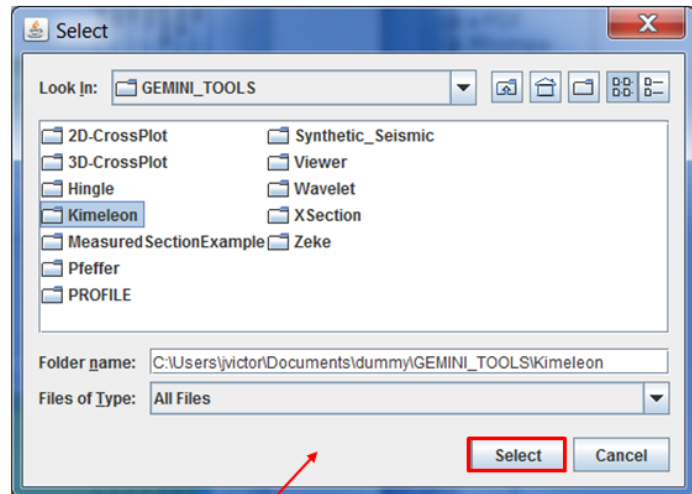 Select
Look In: GEMINI_TOOLS
2D-CrossPlot Synthetic_Seismic
3D-CrossPlot Viewer
Hingle Wavelet
Kimeleon XSection
MeasuredSectionExample Zeke
Pfeffer
PROFILE
Folder name: C:\Users\jvictor\Documents\dummy\GEMINI_TOOLS\Kimeleon
Files of Type: All Files
Select Cancel